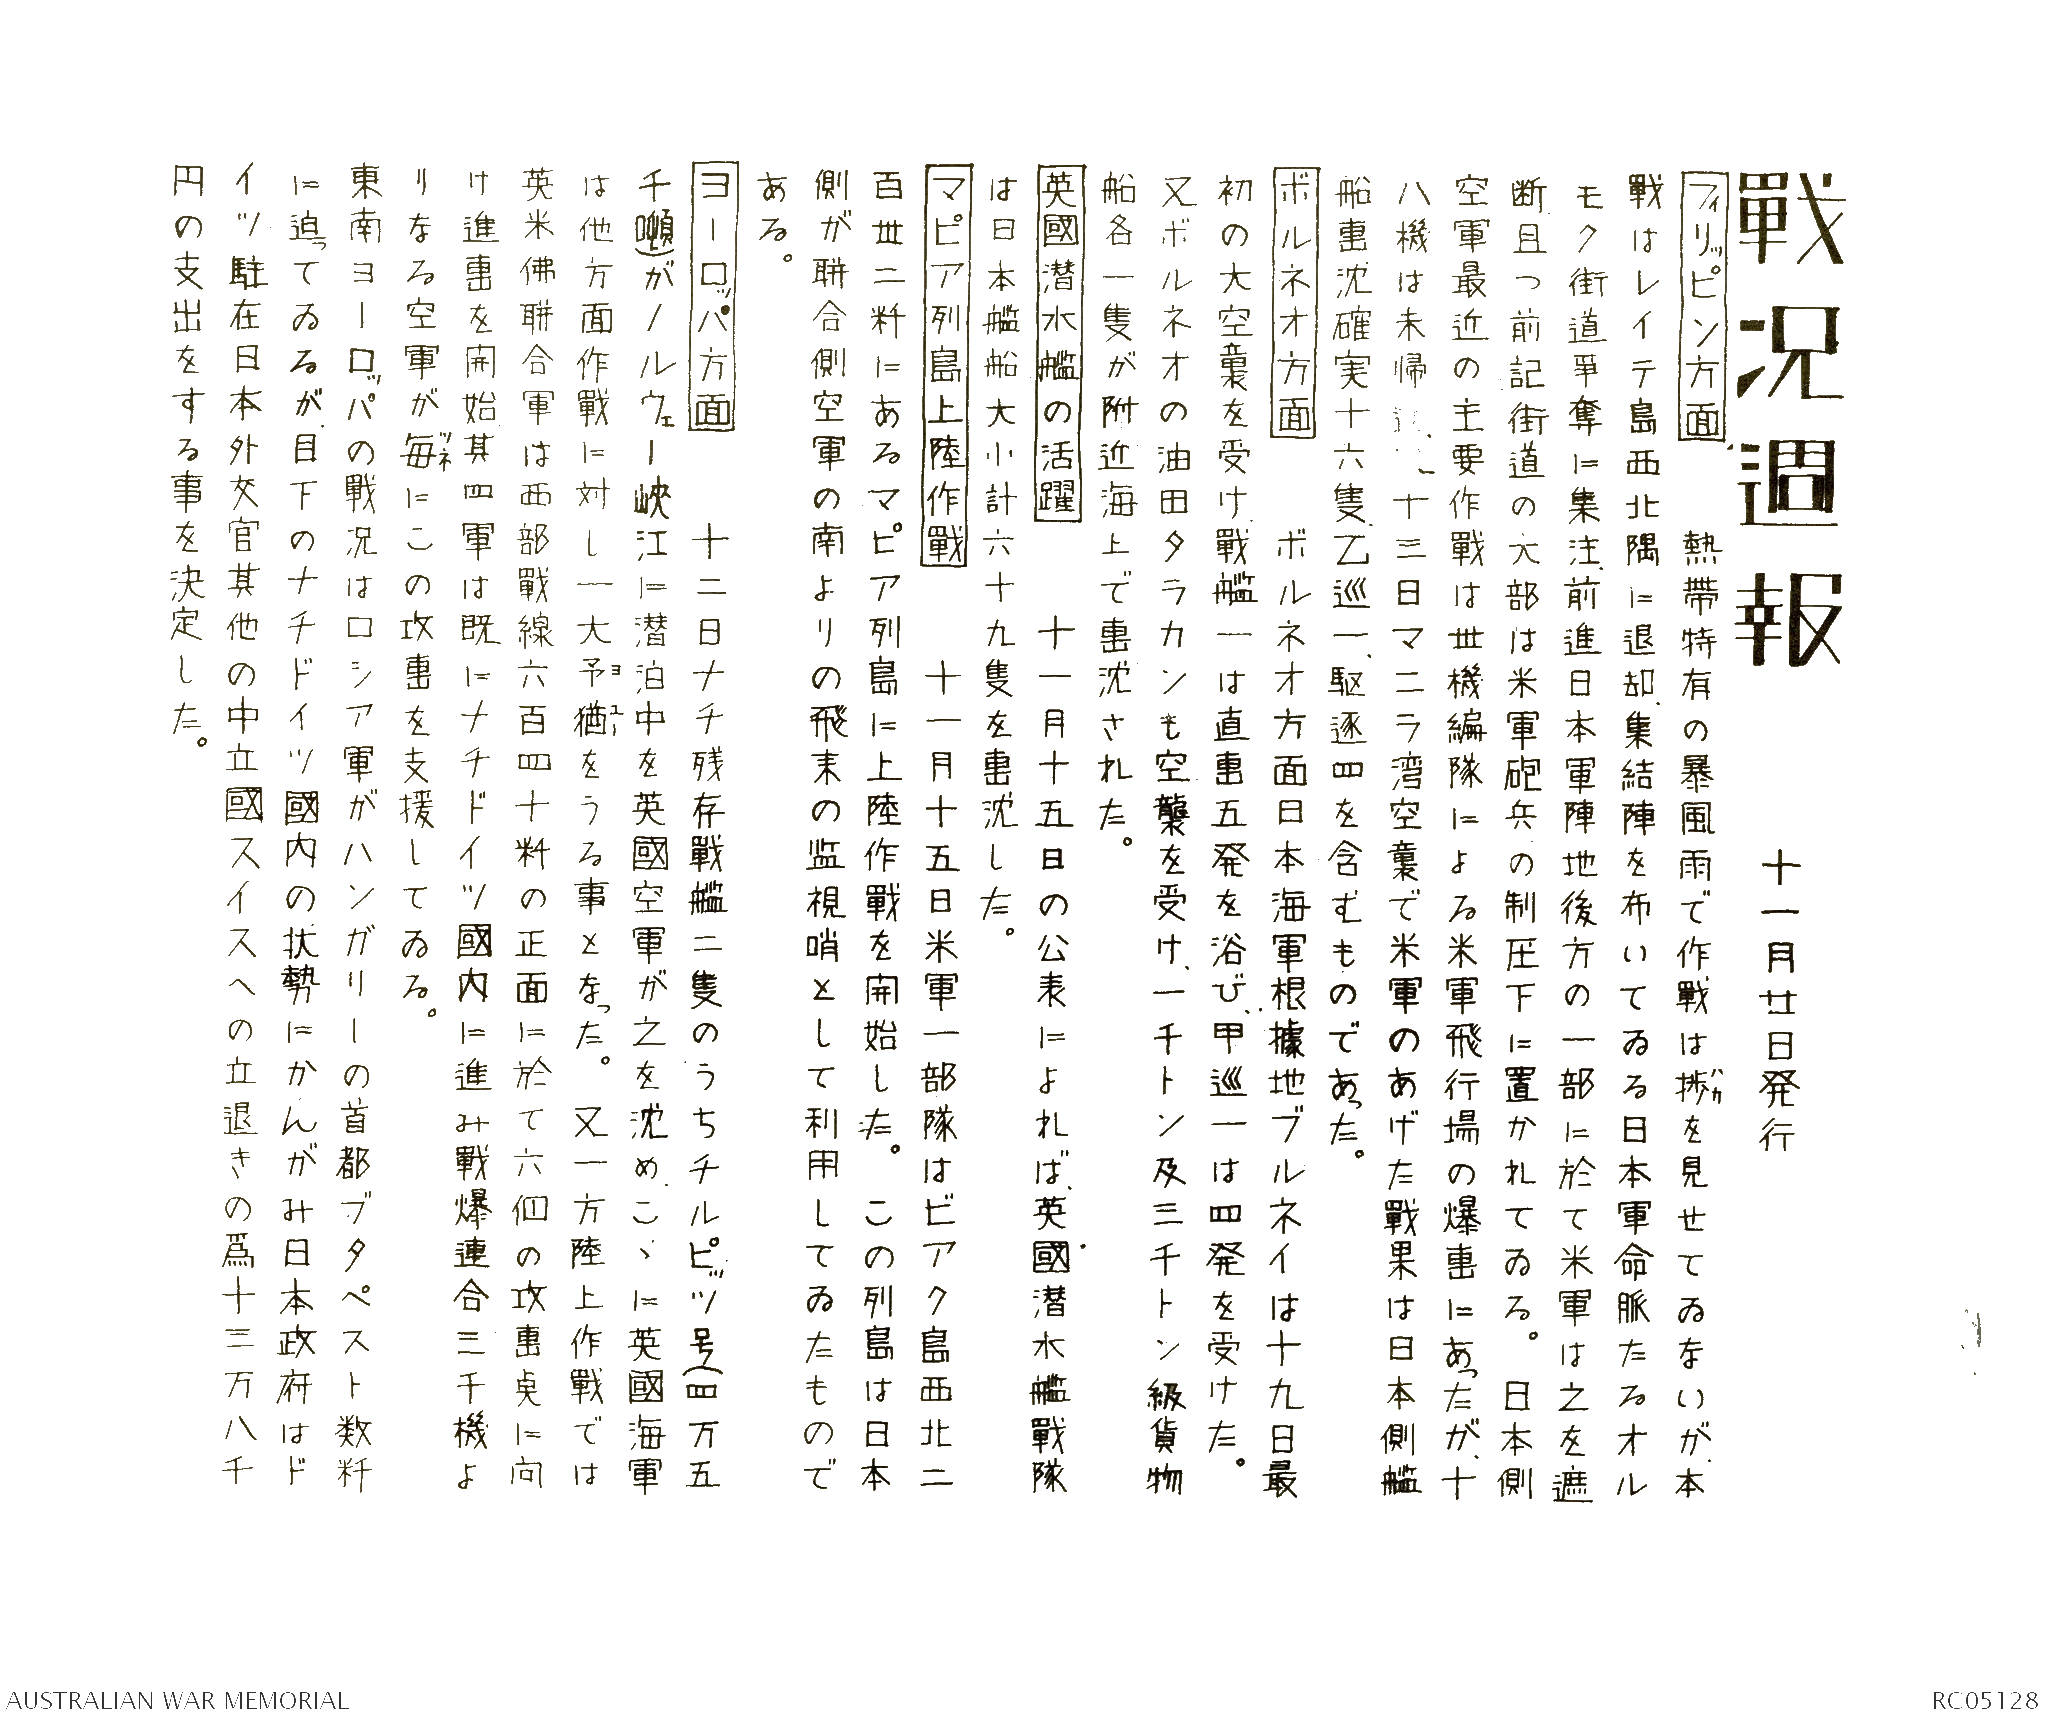 戰況週報
十一月廿日発行
フィリッピン方面 熱帶特有の暴風雨で作戰は捗を見せてゐないが、本
戰はレイテ島西北隅に退却、集結陣を布いてゐる日本軍命脈たるオル
モク街道爭奪に集注、前進日本軍陣地後方の一部に於て米軍は之を遮
断且つ前記街道の大部は米軍砲兵の制圧下に置かれてゐる。 日本側
空軍最近の主要作戰は卅機編隊による米軍飛行場の爆擊にあったが、十
八機は未帰 十三日マニラ湾空襲で米軍のあげた戰果は日本側艦
船擊沈確実十六隻、乙巡一、駆逐四を含むものであった。
ボルネオ方面 ボルネオ方面日本海軍根據地ブルネイは十九日最
初の大空襲を受け、戰艦一は直擊五発を浴び、甲巡一は四発を受けた。
又ボルネオの油田タラカンも空襲を受け、一千トン及三千トン級貨物
船各一隻が附近海上で擊沈された。
英國潜水艦の活躍 十一月十五日の公表によれば、英國潜水艦戰隊
は日本艦船大小計六十九隻を擊沈した。
マピア列島上陸作戰 十一月十五日米軍一部隊はビアク島西北二
百卅二粁にあるマピア列島に上陸作戰を開始した。 この列島は日本
側が聨合側空軍の南よりの飛来の監視哨として利用してゐたもので
ある。
ヨーロッパ方面 十二日ナチ残存戰艦二隻のうちチルピッツ号(四万五
千噸)がノルウェー峡江に潜泊中を英國空軍が之を沈め、こゝに英國海軍
は他方面作戰に対し一大予猶をうる事となった。 又一方陸上作戰では
英米佛聨合軍は西部戰線六百四十粁の正面に於て六個の攻擊点に向
け進擊を開始其四軍は既にナチドイツ國内に進み戰爆連合三千機よ
りなる空軍が毎にこの攻擊を支援してゐる。
東南ヨーロッパの戰況はロシア軍がハンガリーの首都ブタペスト数粁
に迫ってゐるが、目下のナチドイツ國内の状勢にかんがみ日本政府はド
イツ駐在日本外交官其他の中立國スイスへの立退きの爲十三万八千
円の支出をする事を決定した。
AUSTRALIAN WAR MEMORIAL
RC05128